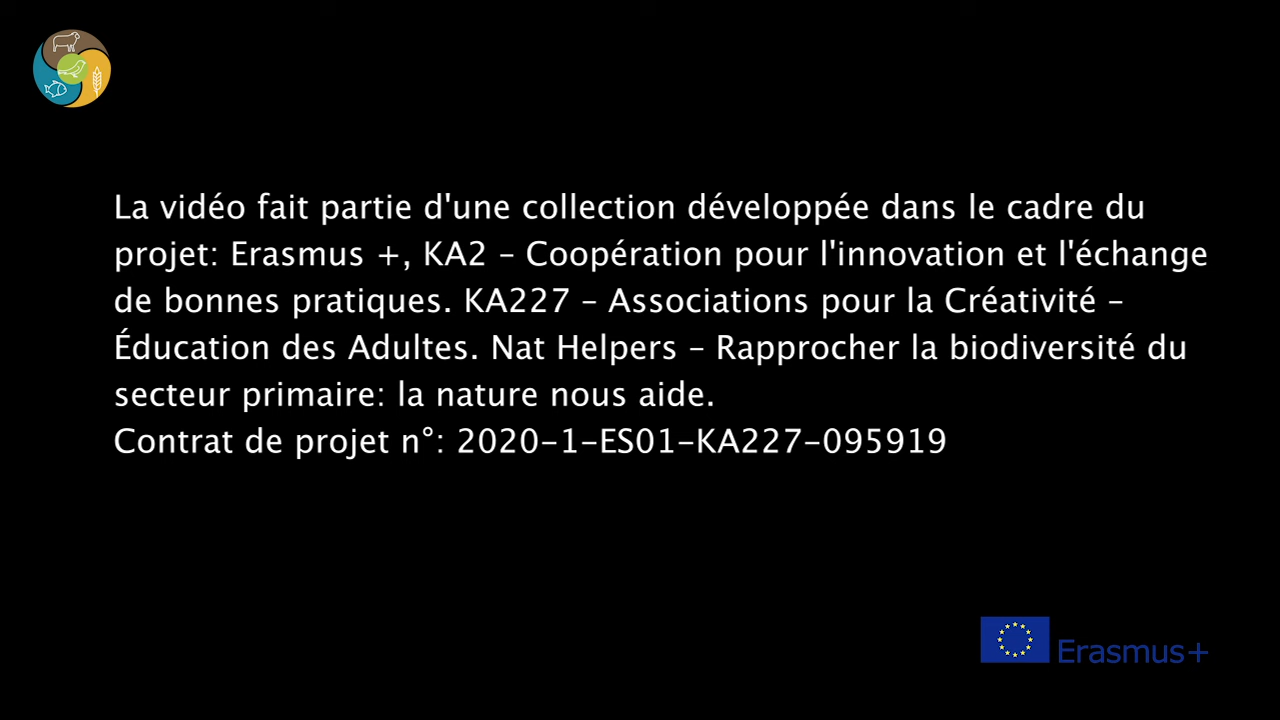 La vidéo fait partie d'une collection développée dans le cadre du
projet: Erasmus +, KA2 – Coopération pour l'innovation et l'échange
de bonnes pratiques. KA227 – Associations pour la Créativité –
Éducation des Adultes. Nat Helpers – Rapprocher la biodiversité du
secteur primaire: la nature nous aide.
Contrat de projet n°: 2020-1-ES01-KA227-095919
Erasmus+